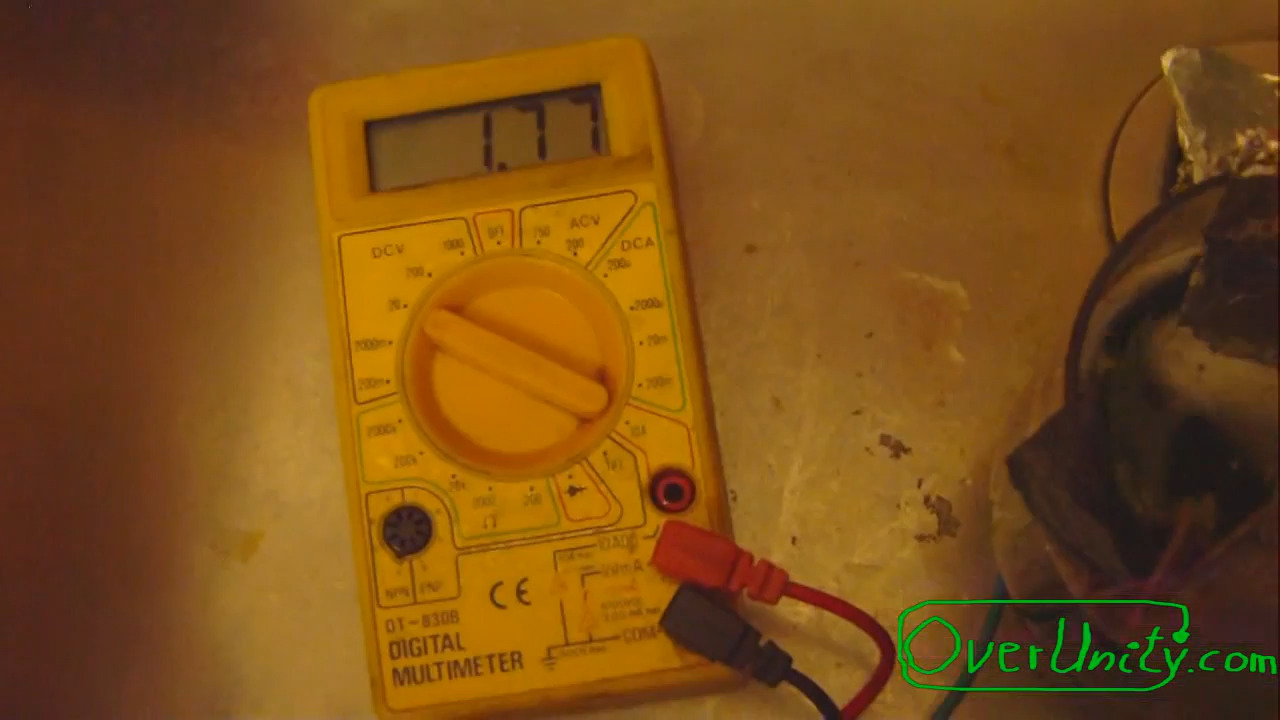 1.77
DCV
1000
OFF
750
ACV
200
DCA
200
200µ
20
2000µ
2000m
20m
200m
200m
2000k
10A
200k
hFE
20k
2000
200
Ω
10ADC
VΩmA
NPN
PNP
CE
COM
DT-830B
DIGITAL
MULTIMETER
OverUnity.com